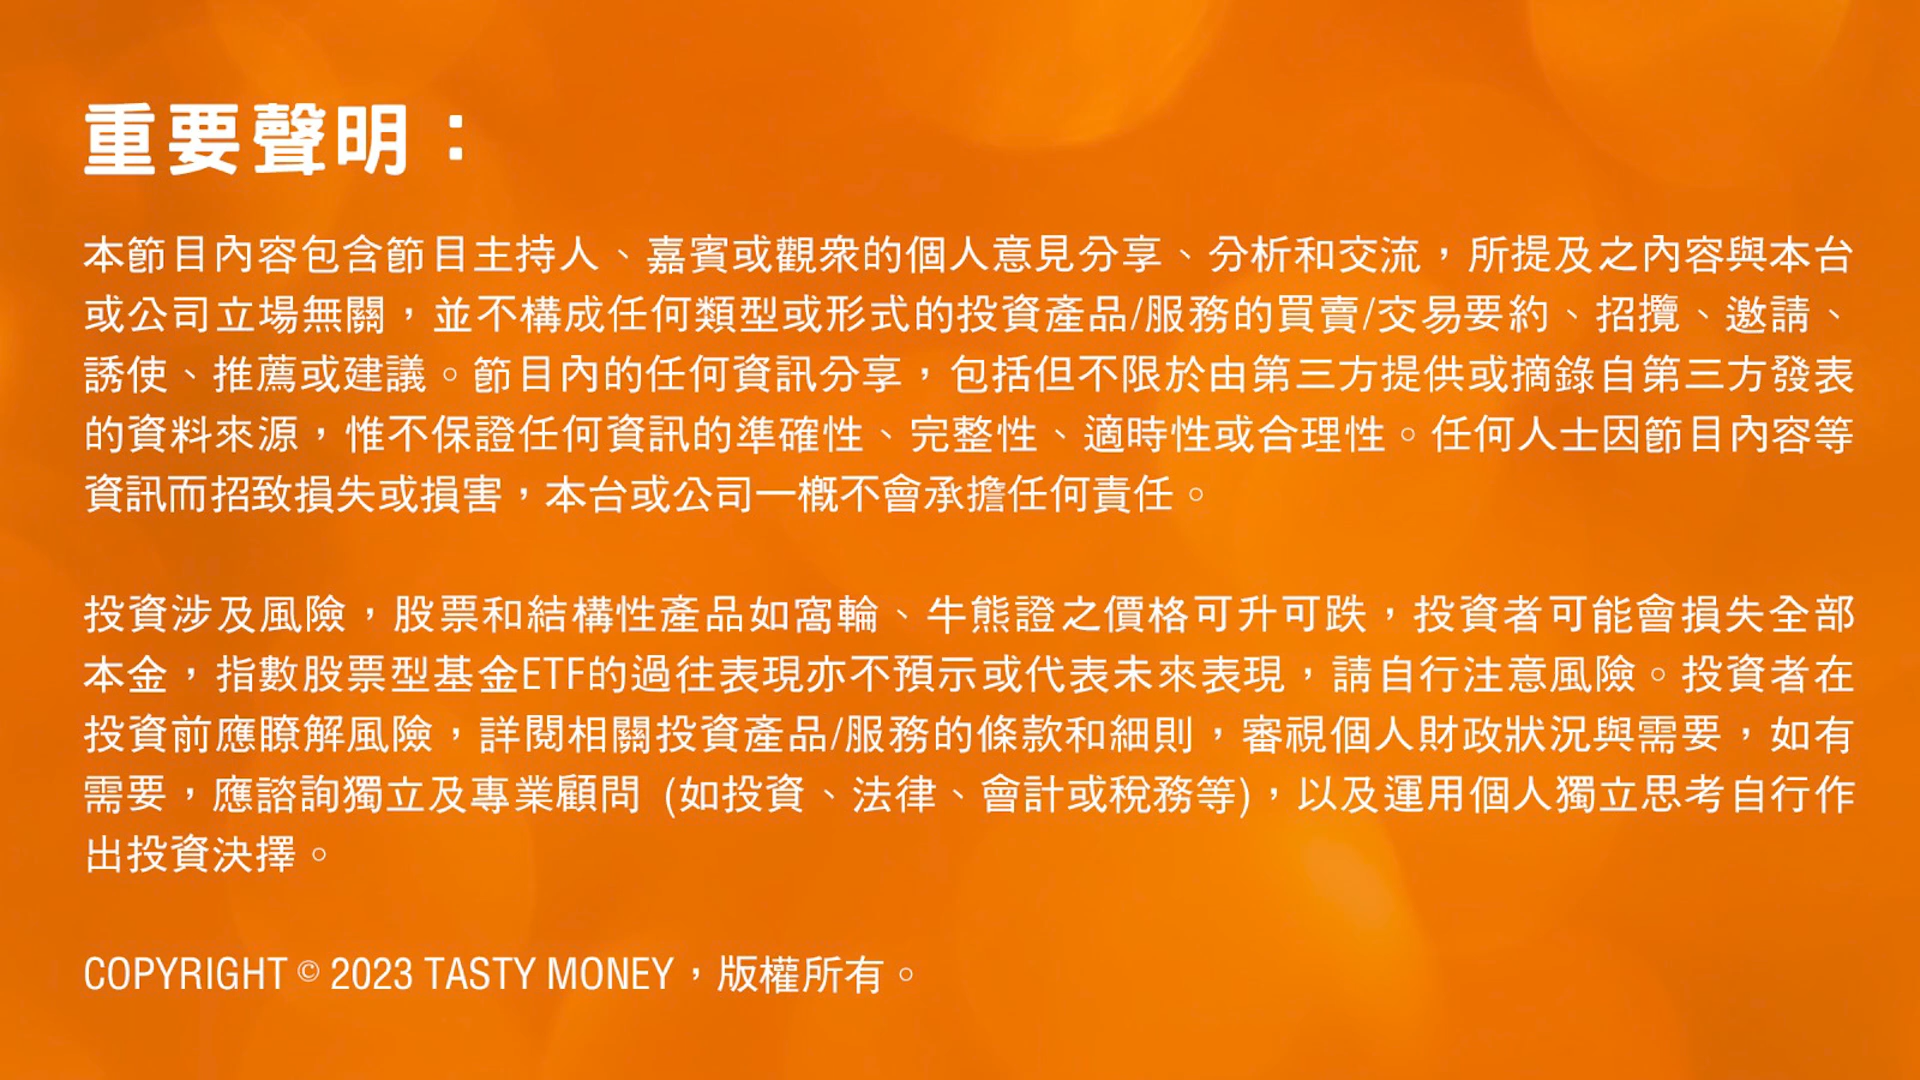 重要聲明：
本節目內容包含節目主持人、嘉賓或觀眾的個人意見分享、分析和交流，所提及之內容與本台
或公司立場無關，並不構成任何類型或形式的投資產品/服務的買賣/交易要約、招攬、邀請、
誘使、推薦或建議。節目內的任何資訊分享，包括但不限於由第三方提供或摘錄自第三方發表
的資料來源，惟不保證任何資訊的準確性、完整性、適時性或合理性。任何人士因節目內容等
資訊而招致損失或損害，本台或公司一概不會承擔任何責任。
投資涉及風險，股票和結構性產品如窩輪、牛熊證之價格可升可跌，投資者可能會損失全部
本金，指數股票型基金ETF的過往表現亦不預示或代表未來表現，請自行注意風險。投資者在
投資前應瞭解風險，詳閱相關投資產品/服務的條款和細則，審視個人財政狀況與需要，如有
需要，應諮詢獨立及專業顧問 (如投資、法律、會計或稅務等)，以及運用個人獨立思考自行作
出投資決擇。
COPYRIGHT © 2023 TASTY MONEY，版權所有。